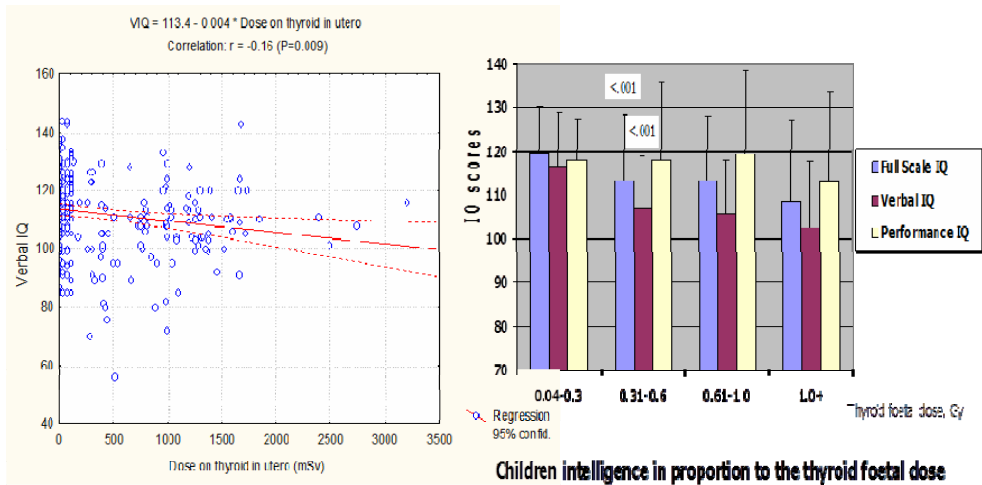 VIQ = 113.4 - 0 004 * Dose on thyroid in utero
Correlation: r = -0.16 (P=0.009)
160
140
120
100
80
60
40
Verbal IQ
0
500
1000
1500
2000
2500
3000
3500
Dose on thyroid in utero (mSv)
Regression
95% confid.
140
130
120
110
100
90
80
70
IQ scores
<.001
<.001
0.04-0.3
0.31-0.6
0.61-1.0
1.0+
Thyroid foetal dose, Gy
Full Scale IQ
Verbal IQ
Performance IQ
Children intelligence in proportion to the thyroid foetal dose